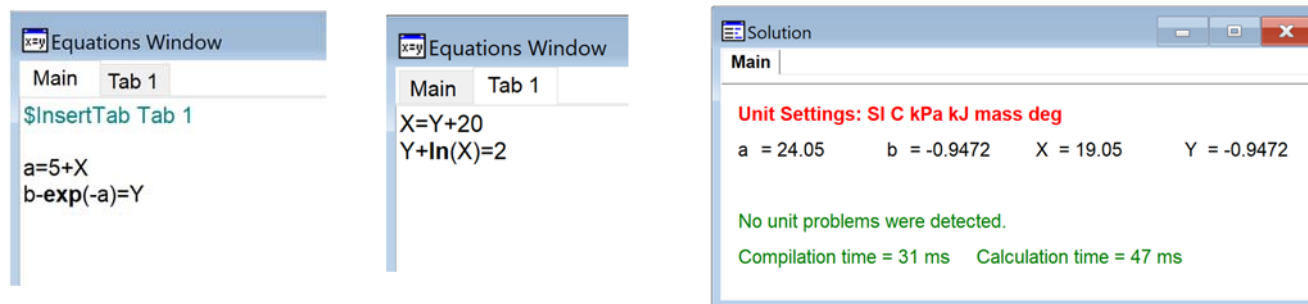 Equations Window
Main Tab 1
$InsertTab Tab 1
a=5+X
b-exp(-a)=Y
Equations Window
Main Tab 1
X=Y+20
Y+ln(X)=2
Solution
Main
Unit Settings: SI C kPa kJ mass deg
a = 24.05 b = -0.9472 X = 19.05 Y = -0.9472
No unit problems were detected.
Compilation time = 31 ms Calculation time = 47 ms